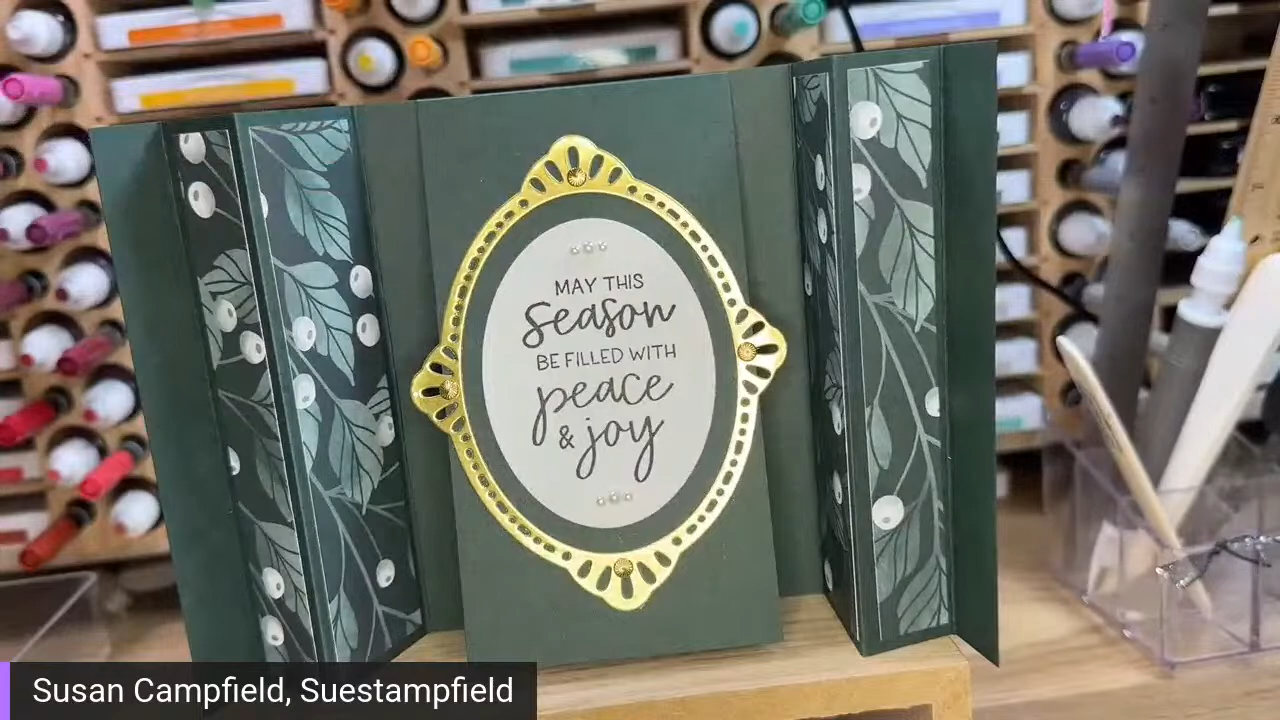 MAY THIS
season
BE FILLED WITH
peace
& joy
Susan Campfield, Suestampfield